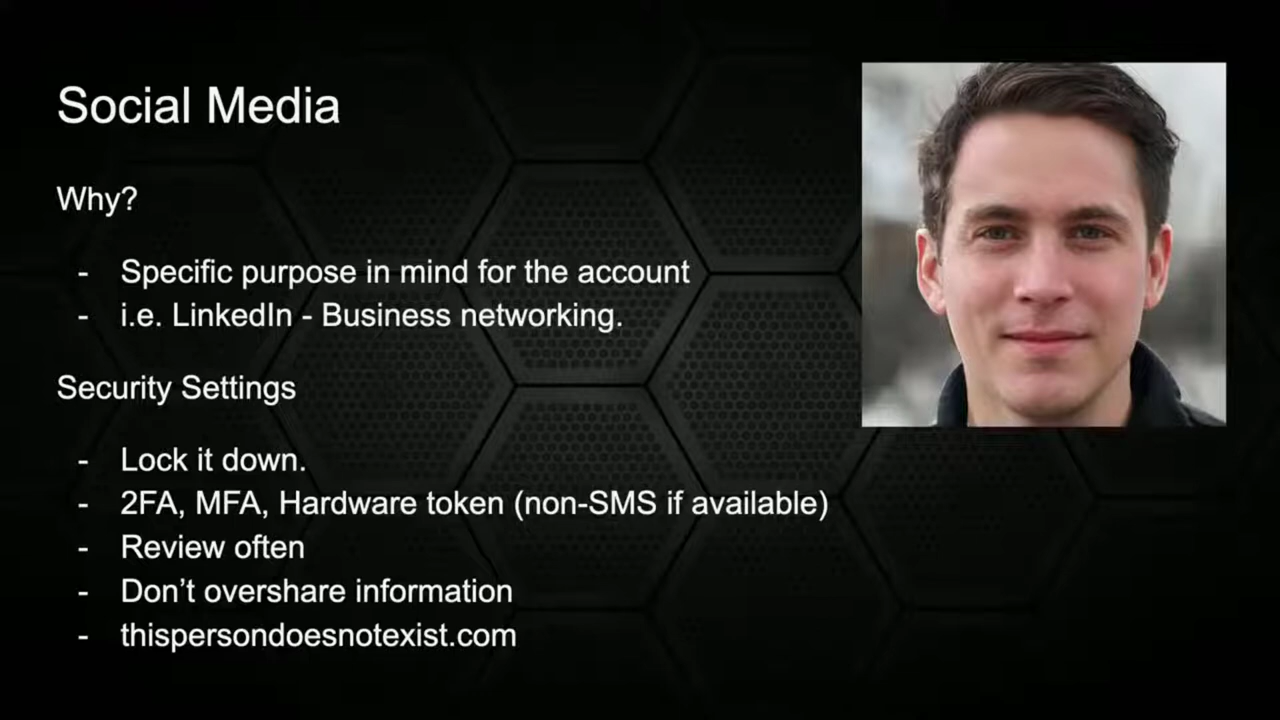 Social Media
Why?
- Specific purpose in mind for the account
- i.e. LinkedIn - Business networking.
Security Settings
- Lock it down.
- 2FA, MFA, Hardware token (non-SMS if available)
- Review often
- Don’t overshare information
- thispersondoesnotexist.com